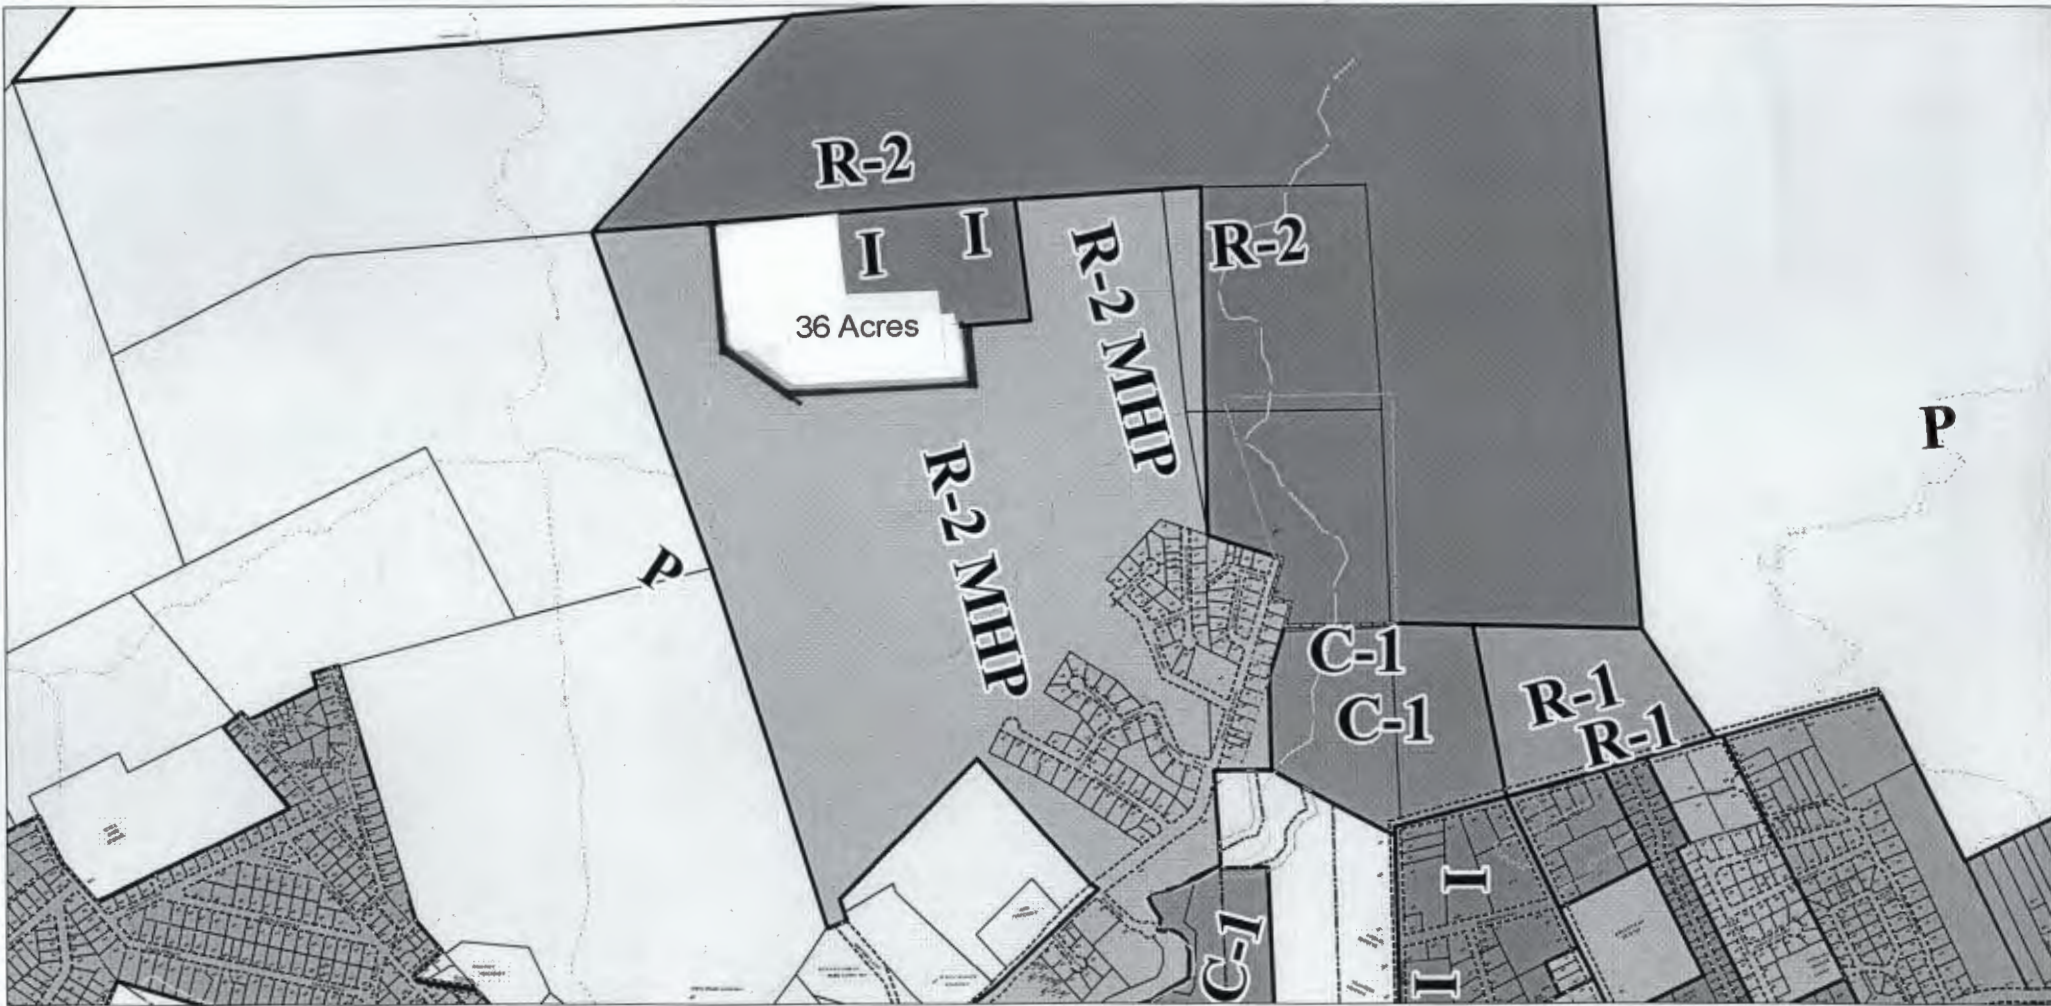 R-2
I
I
R-2 MHP
R-2
36 Acres
P
R-2 MHP
P
C-1
C-1
R-1
R-1
I
C-1
I